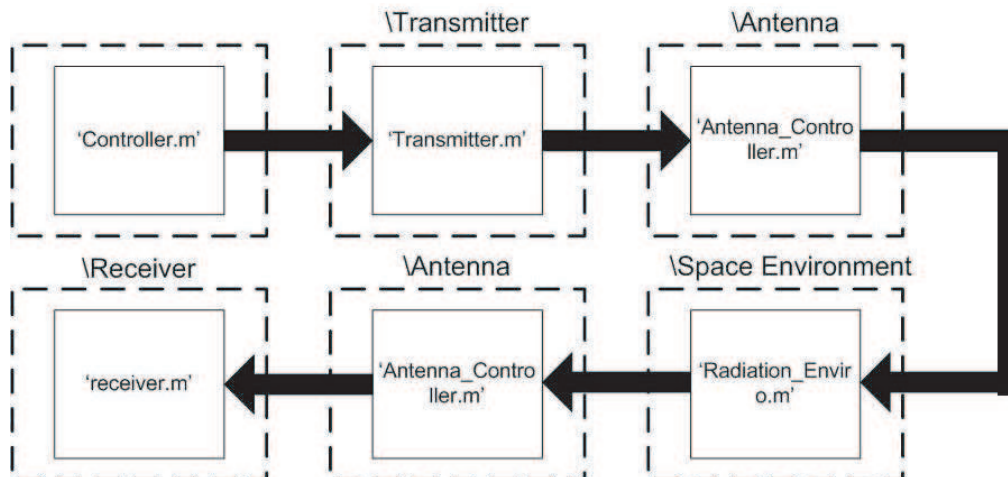 \Transmitter
\Antenna
‘Controller.m’
‘Transmitter.m’
‘Antenna_Contro
ller.m’
\Receiver
\Antenna
\Space Environment
‘receiver.m’
‘Antenna_Contro
ller.m’
‘Radiation_Envir
o.m’